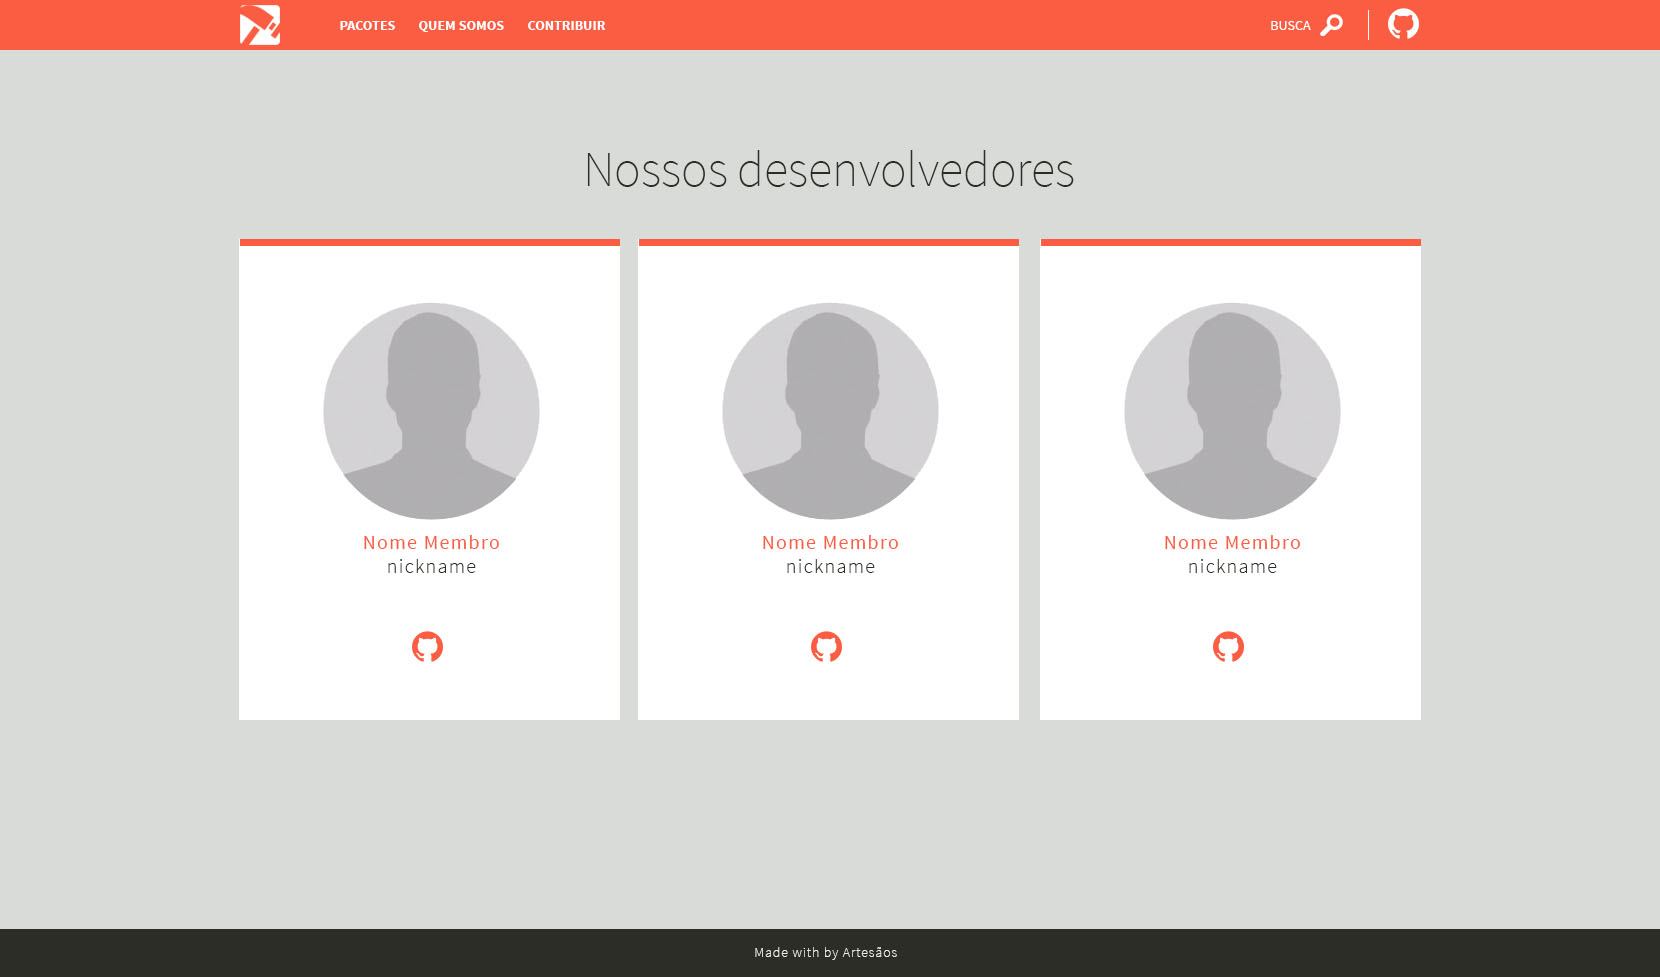 PACOTES QUEM SOMOS CONTRIBUIR BUSCA
Nossos desenvolvedores
Nome Membro
nickname
Nome Membro
nickname
Nome Membro
nickname
Made with by Artesãos